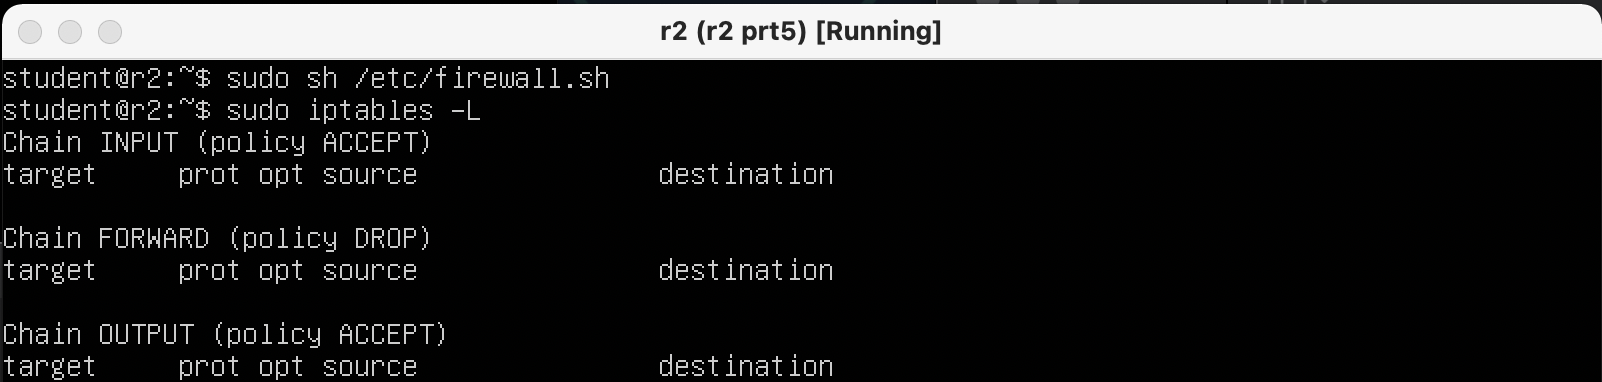 r2 (r2 prt5) [Running]
student@r2:~$ sudo sh /etc/firewall.sh
student@r2:~$ sudo iptables -L
Chain INPUT (policy ACCEPT)
target     prot opt source               destination

Chain FORWARD (policy DROP)
target     prot opt source               destination

Chain OUTPUT (policy ACCEPT)
target     prot opt source               destination